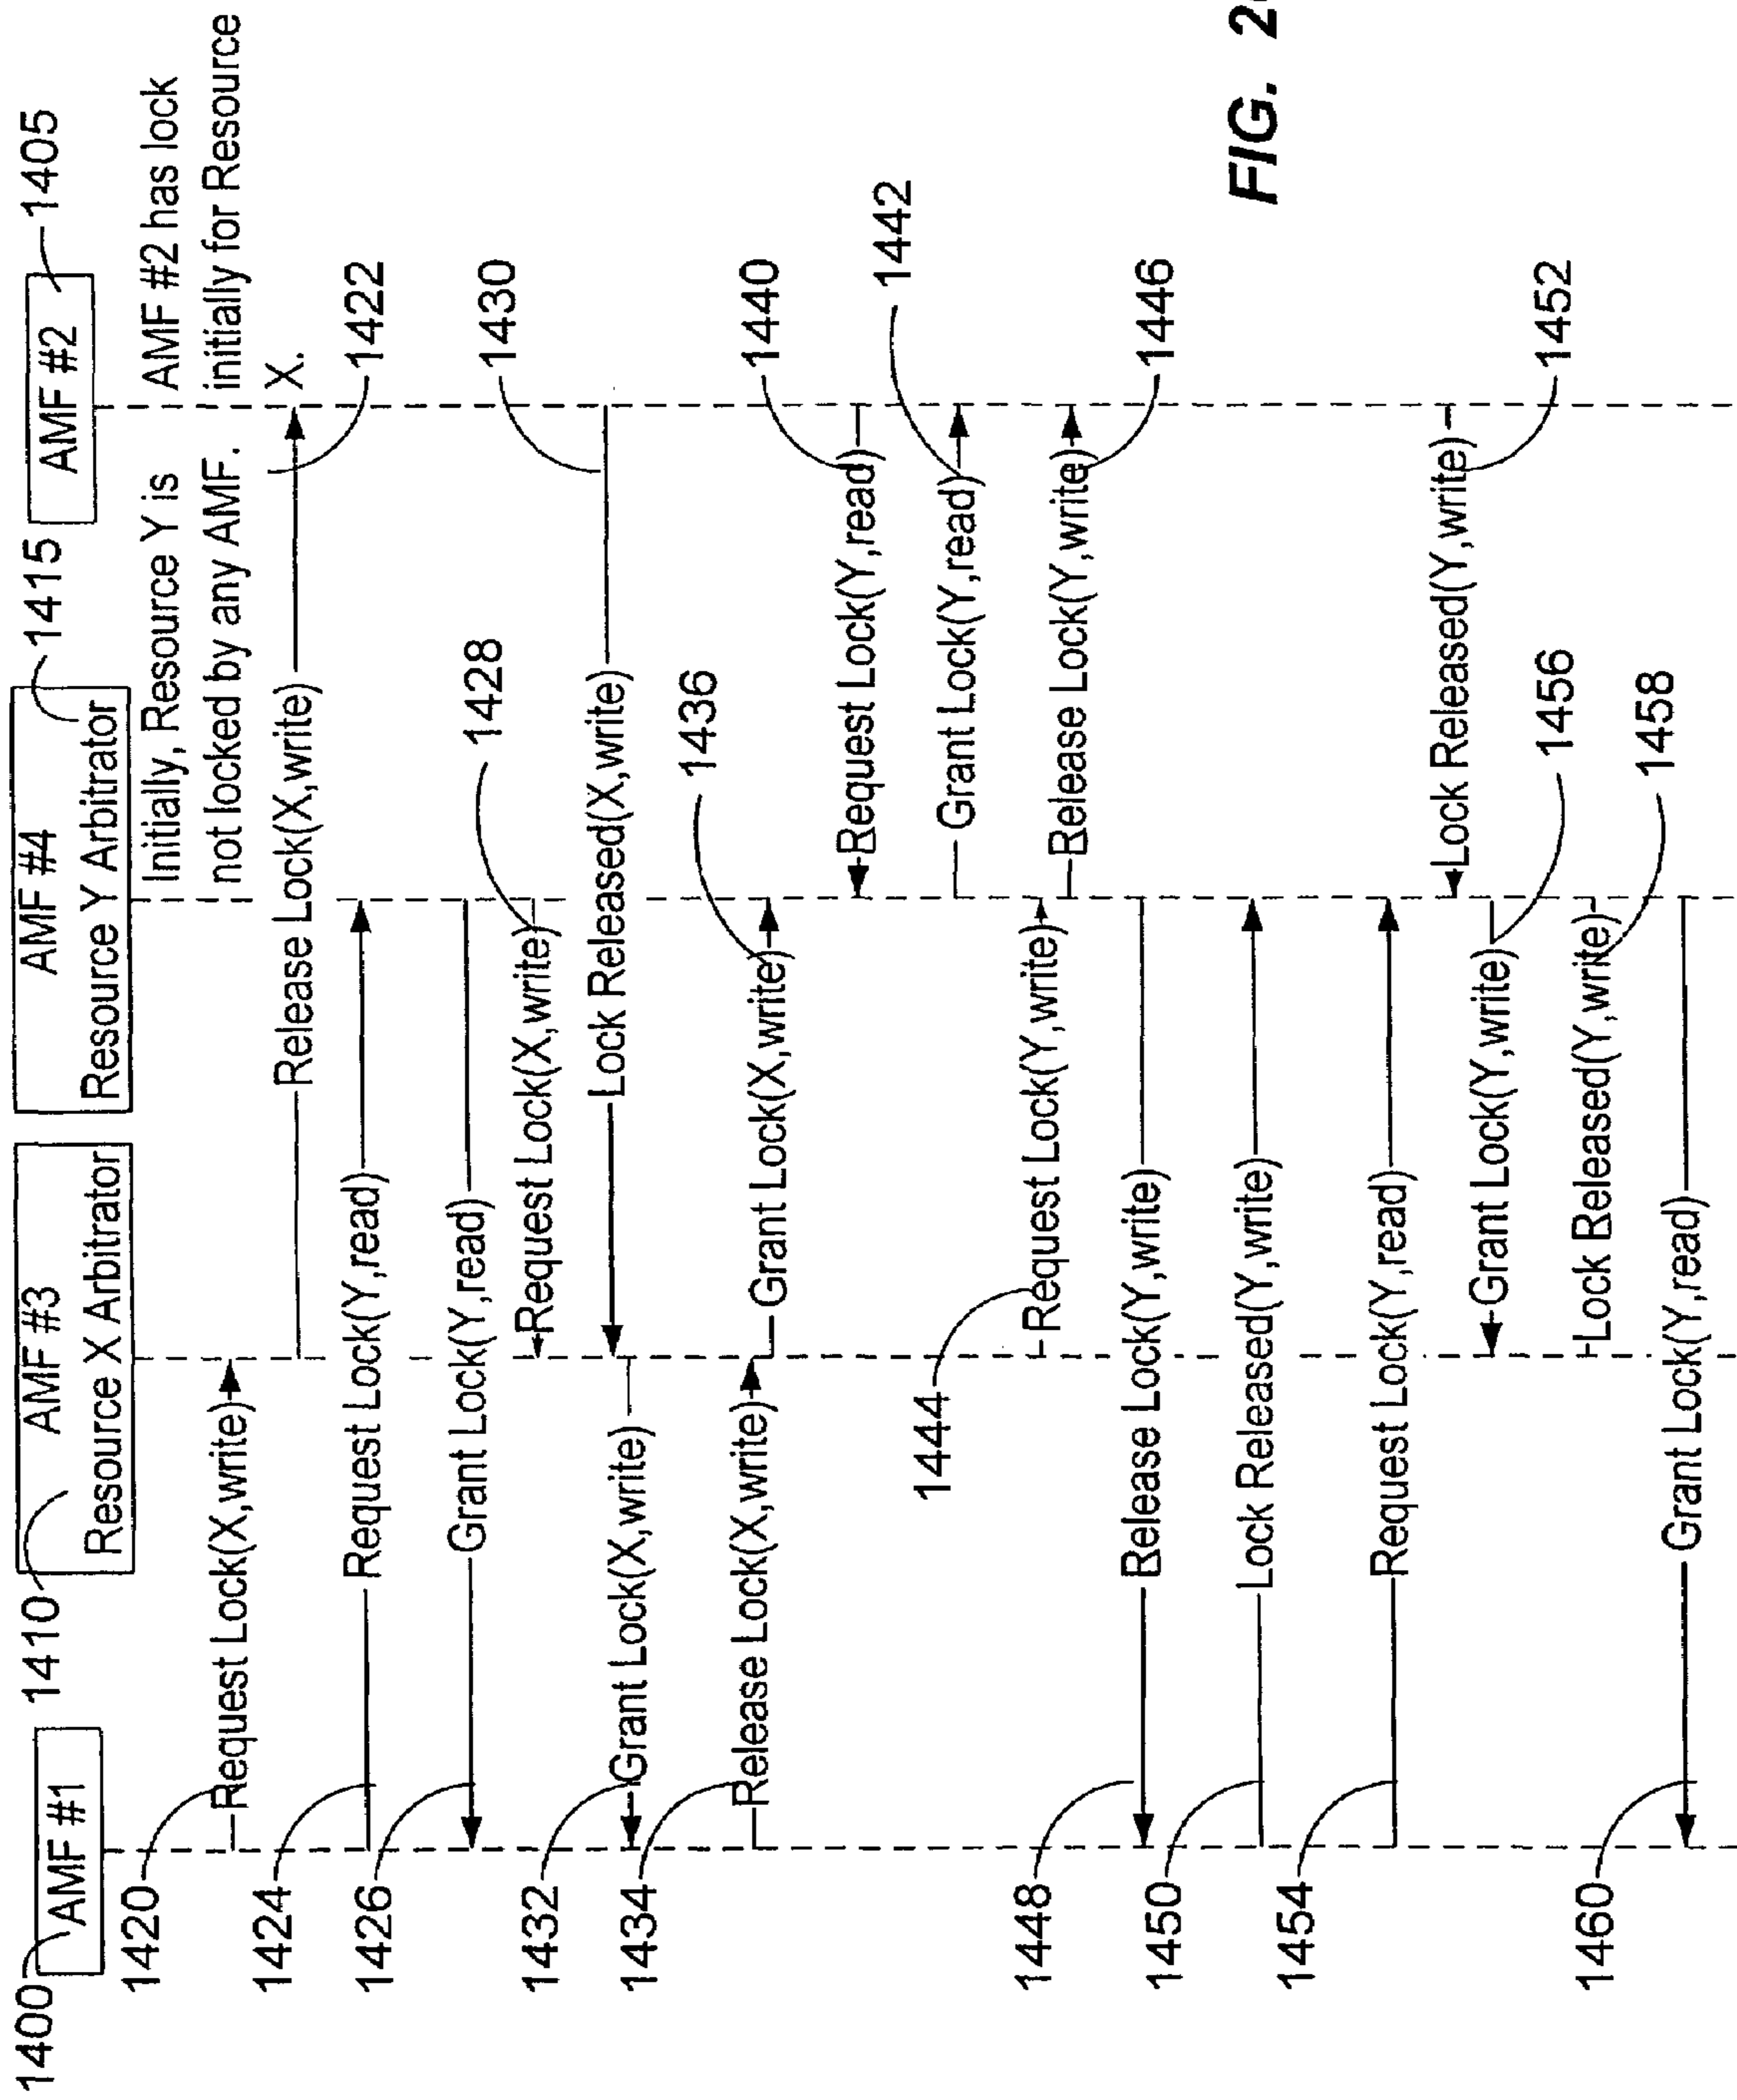 1400
AMF #1
1410
AMF #3
Resource X Arbitrator
AMF #4
Resource Y Arbitrator
1415
AMF #2
1405
Initially, Resource Y is
not locked by any AMF.
AMF #2 has lock
initially for Resource
X.
1420
Request Lock(X,write)
Release Lock(X,write)
1422
1424
Request Lock(Y,read)
1426
Grant Lock(Y,read)
Request Lock(X,write)
1428
Lock Released(X,write)
1430
1432
Grant Lock(X,write)
1434
Release Lock(X,write)
Grant Lock(X,write)
1436
Request Lock(Y,read)
1440
Grant Lock(Y,read)
1442
1444
Request Lock(Y,write)
Release Lock(Y,write)
1446
1448
Release Lock(Y,write)
1450
Lock Released(Y,write)
1454
Request Lock(Y,read)
Lock Released(Y,write)
1452
Grant Lock(Y,write)
1456
Lock Released(Y,write)
1458
1460
Grant Lock(Y,read)
FIG. 2